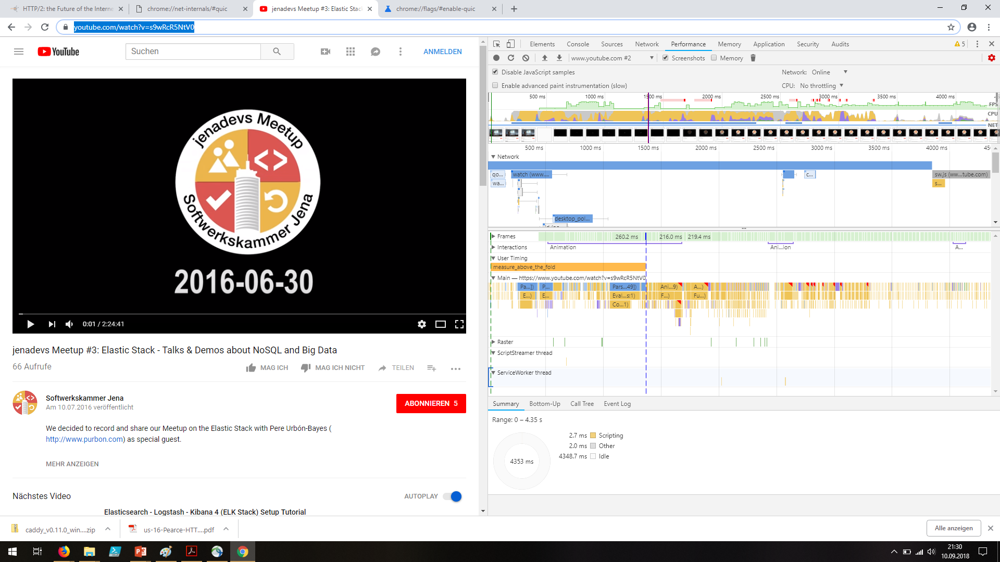 HTTP/2: the Future of the Interne
chrome://net-internals/#quic
jenadevs Meetup #3: Elastic Stac
chrome://flags/#enable-quic
youtube.com/watch?v=s9wRcR5NtV0
YouTube
Suchen
ANMELDEN
jenadevs Meetup
Softwerkskammer Jena
2016-06-30
0:01 / 2:24:41
jenadevs Meetup #3: Elastic Stack - Talks & Demos about NoSQL and Big Data
66 Aufrufe
MAG ICH
MAG ICH NICHT
TEILEN
Softwerkskammer Jena
Am 10.07.2016 veröffentlicht
ABONNIEREN 5
We decided to record and share our Meetup on the Elastic Stack with Pere Urbón-Bayes (
http://www.purbon.com) as special guest.
MEHR ANZEIGEN
Nächstes Video
AUTOPLAY
Elasticsearch - Logstash - Kibana 4 (ELK Stack) Setup Tutorial
Elements Console Sources Network Performance Memory Application Security Audits
5
www.youtube.com #2
Screenshots
Memory
Disable JavaScript samples
Network: Online
Enable advanced paint instrumentation (slow)
CPU: No throttling
500 ms 1000 ms 1500 ms 2000 ms 2500 ms 3000 ms 3500 ms 4000 ms
FPS
CPU
NET
500 ms 1000 ms 1500 ms 2000 ms 2500 ms 3000 ms 3500 ms 4000 ms 45
Network
qo... watch (www.... c... sw.js (ww...tube.com)
wa... s...
desktop_pol...
Frames 260.2 ms 216.0 ms 219.4 ms
Interactions Animation Ani...ion A...
User Timing
measure_above_the_fold
Main — https://www.youtube.com/watch?v=s9wRcR5NtV0
Pa...]) P... Pars...49]) Ani...9) A...)
E...) E... Eval...s:1) F...) Fu...)
Co...1)
Raster
ScriptStreamer thread
ServiceWorker thread
Summary Bottom-Up Call Tree Event Log
Range: 0 – 4.35 s
4353 ms
2.7 ms Scripting
2.0 ms Other
4348.7 ms Idle
caddy_v0.11.0_win....zip
us-16-Pearce-HTT....pdf
Alle anzeigen
21:30
10.09.2018